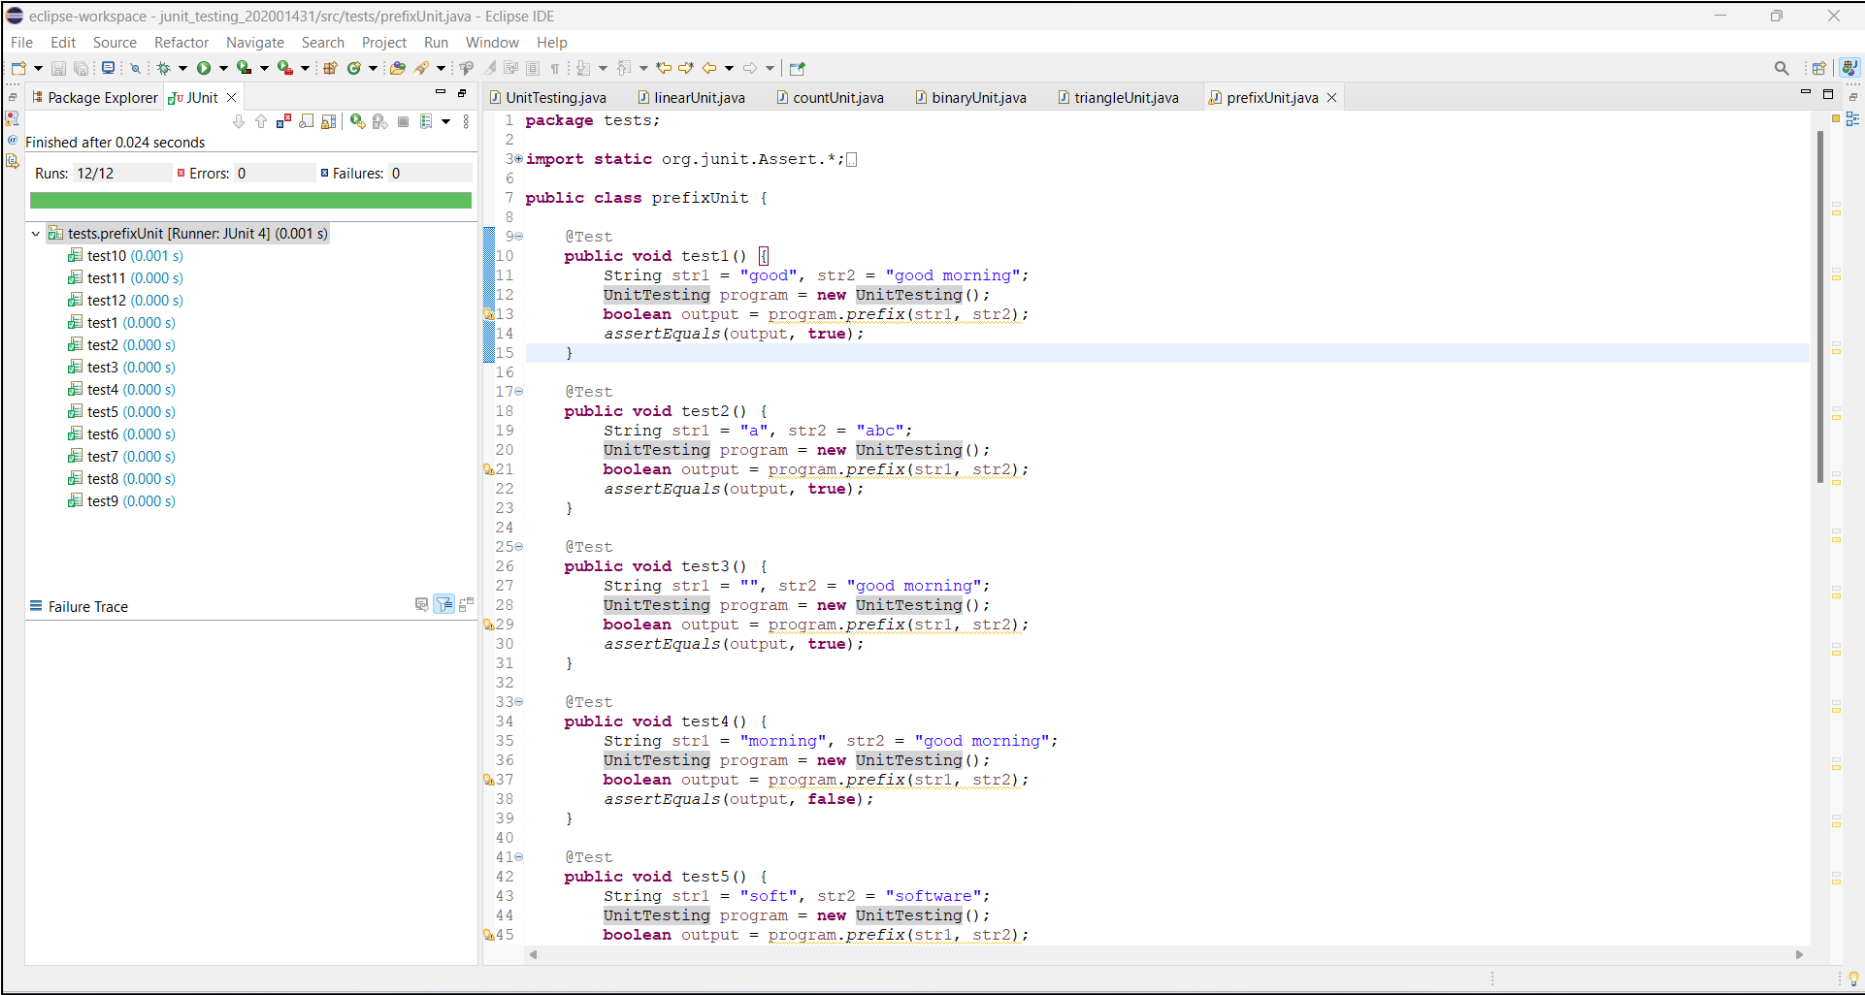 eclipse-workspace - junit_testing_202001431/src/tests/prefixUnit.java - Eclipse IDE
File Edit Source Refactor Navigate Search Project Run Window Help
Package Explorer JUnit
Finished after 0.024 seconds
Runs: 12/12 Errors: 0 Failures: 0
tests.prefixUnit [Runner: JUnit 4] (0.001 s)
test10 (0.001 s)
test11 (0.000 s)
test12 (0.000 s)
test1 (0.000 s)
test2 (0.000 s)
test3 (0.000 s)
test4 (0.000 s)
test5 (0.000 s)
test6 (0.000 s)
test7 (0.000 s)
test8 (0.000 s)
test9 (0.000 s)
Failure Trace
UnitTesting.java linearUnit.java countUnit.java binaryUnit.java triangleUnit.java prefixUnit.java
1 package tests;
2
3 import static org.junit.Assert.*;
6
7 public class prefixUnit {
8
9 @Test
10 public void test1() {
11 String str1 = "good", str2 = "good morning";
12 UnitTesting program = new UnitTesting();
13 boolean output = program.prefix(str1, str2);
14 assertEquals(output, true);
15 }
16
17 @Test
18 public void test2() {
19 String str1 = "a", str2 = "abc";
20 UnitTesting program = new UnitTesting();
21 boolean output = program.prefix(str1, str2);
22 assertEquals(output, true);
23 }
24
25 @Test
26 public void test3() {
27 String str1 = "", str2 = "good morning";
28 UnitTesting program = new UnitTesting();
29 boolean output = program.prefix(str1, str2);
30 assertEquals(output, true);
31 }
32
33 @Test
34 public void test4() {
35 String str1 = "morning", str2 = "good morning";
36 UnitTesting program = new UnitTesting();
37 boolean output = program.prefix(str1, str2);
38 assertEquals(output, false);
39 }
40
41 @Test
42 public void test5() {
43 String str1 = "soft", str2 = "software";
44 UnitTesting program = new UnitTesting();
45 boolean output = program.prefix(str1, str2);